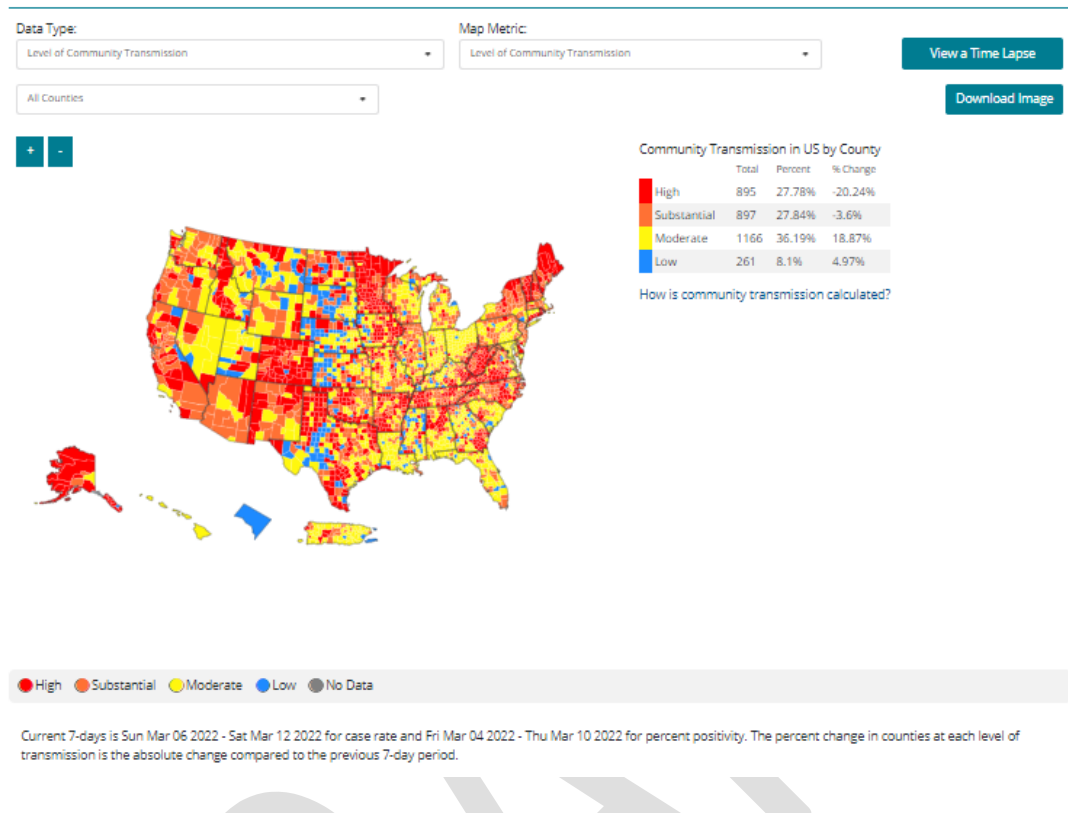 Data Type:
Map Metric:
Level of Community Transmission
Level of Community Transmission
View a Time Lapse
All Counties
Download Image
+ -
Community Transmission in US by County
Total Percent % Change
High 895 27.78% -20.24%
Substantial 897 27.84% -3.6%
Moderate 1166 36.19% 18.87%
Low 261 8.1% 4.97%
How is community transmission calculated?
High Substantial Moderate Low No Data
Current 7-days is Sun Mar 06 2022 - Sat Mar 12 2022 for case rate and Fri Mar 04 2022 - Thu Mar 10 2022 for percent positivity. The percent change in counties at each level of
transmission is the absolute change compared to the previous 7-day period.